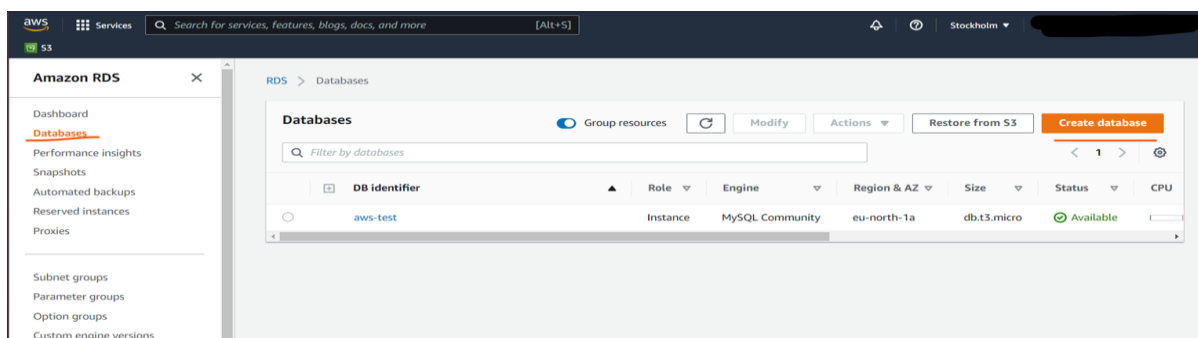 aws
Services
Search for services, features, blogs, docs, and more [Alt+S]
Stockholm
S3
Amazon RDS
Dashboard
Databases
Performance insights
Snapshots
Automated backups
Reserved instances
Proxies
Subnet groups
Parameter groups
Option groups
Custom engine versions
RDS > Databases
Databases
Group resources
Modify
Actions
Restore from S3
Create database
Filter by databases
< 1 >
DB identifier Role Engine Region & AZ Size Status CPU
aws-test Instance MySQL Community eu-north-1a db.t3.micro Available